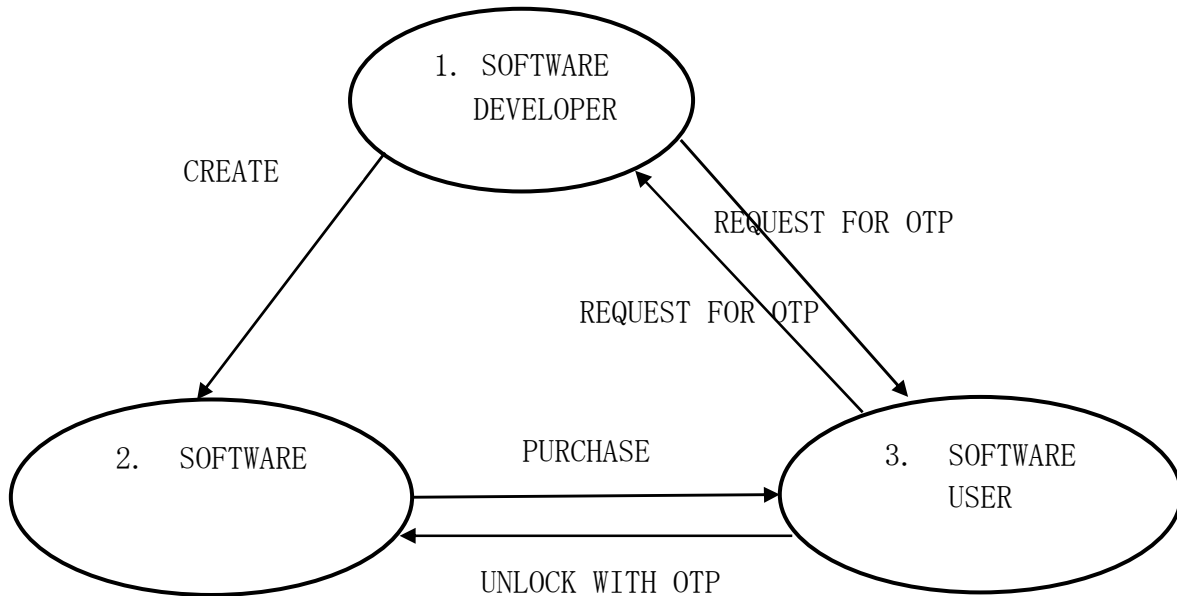 1. SOFTWARE
DEVELOPER
CREATE
REQUEST FOR OTP
REQUEST FOR OTP
2. SOFTWARE
PURCHASE
3. SOFTWARE
USER
UNLOCK WITH OTP